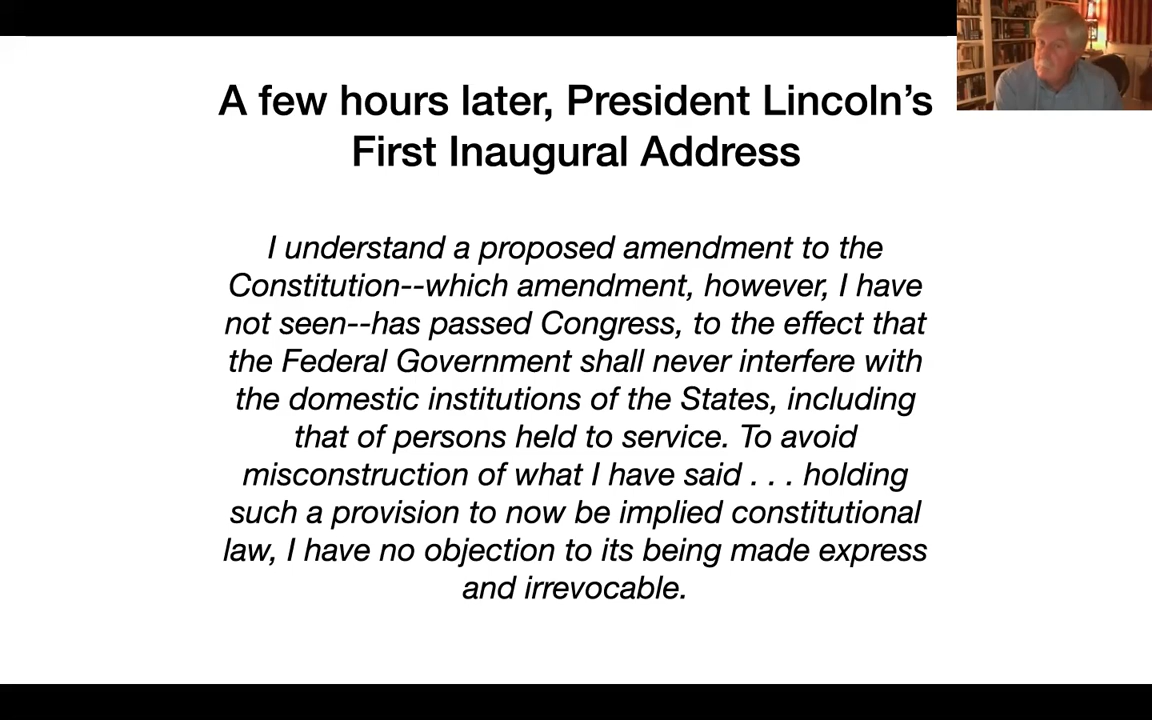 A few hours later, President Lincoln’s
First Inaugural Address
I understand a proposed amendment to the
Constitution--which amendment, however, I have
not seen--has passed Congress, to the effect that
the Federal Government shall never interfere with
the domestic institutions of the States, including
that of persons held to service. To avoid
misconstruction of what I have said . . . holding
such a provision to now be implied constitutional
law, I have no objection to its being made express
and irrevocable.